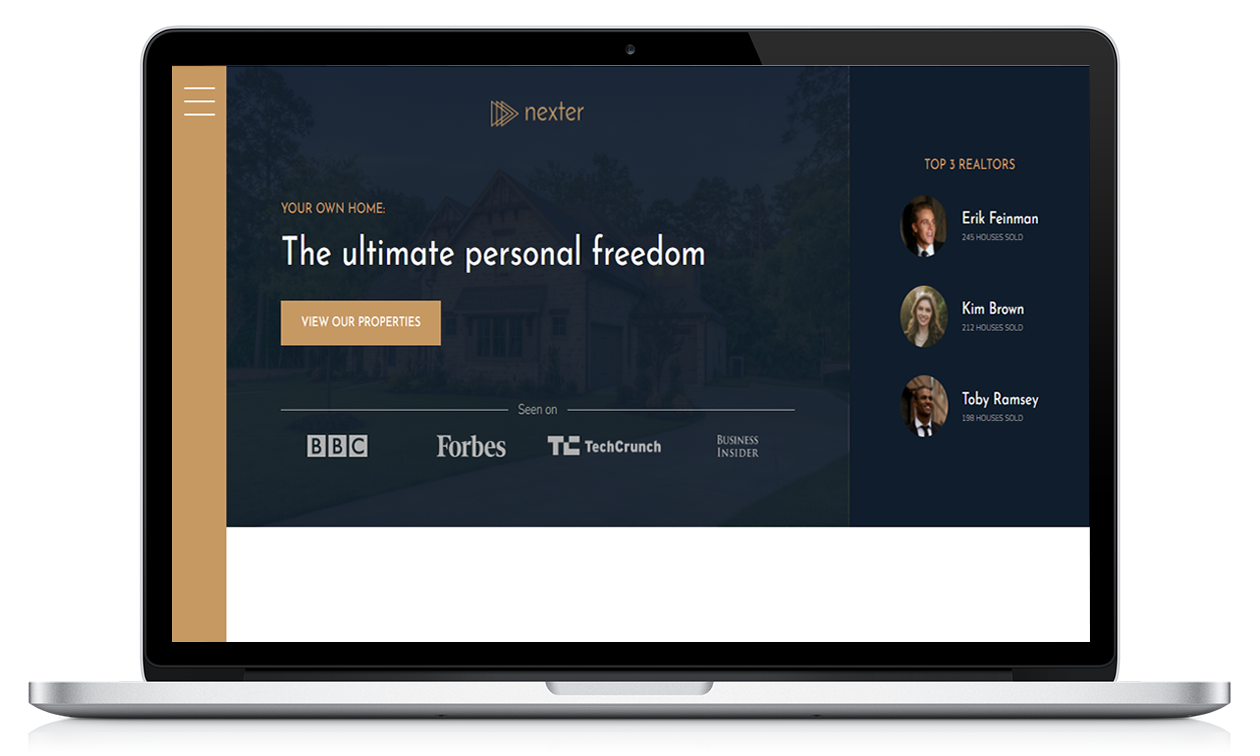 nexter
YOUR OWN HOME:
The ultimate personal freedom
VIEW OUR PROPERTIES
Seen on
BBC
Forbes
TC TechCrunch
BUSINESS
INSIDER
TOP 3 REALTORS
Erik Feinman
245 HOUSES SOLD
Kim Brown
212 HOUSES SOLD
Toby Ramsey
198 HOUSES SOLD